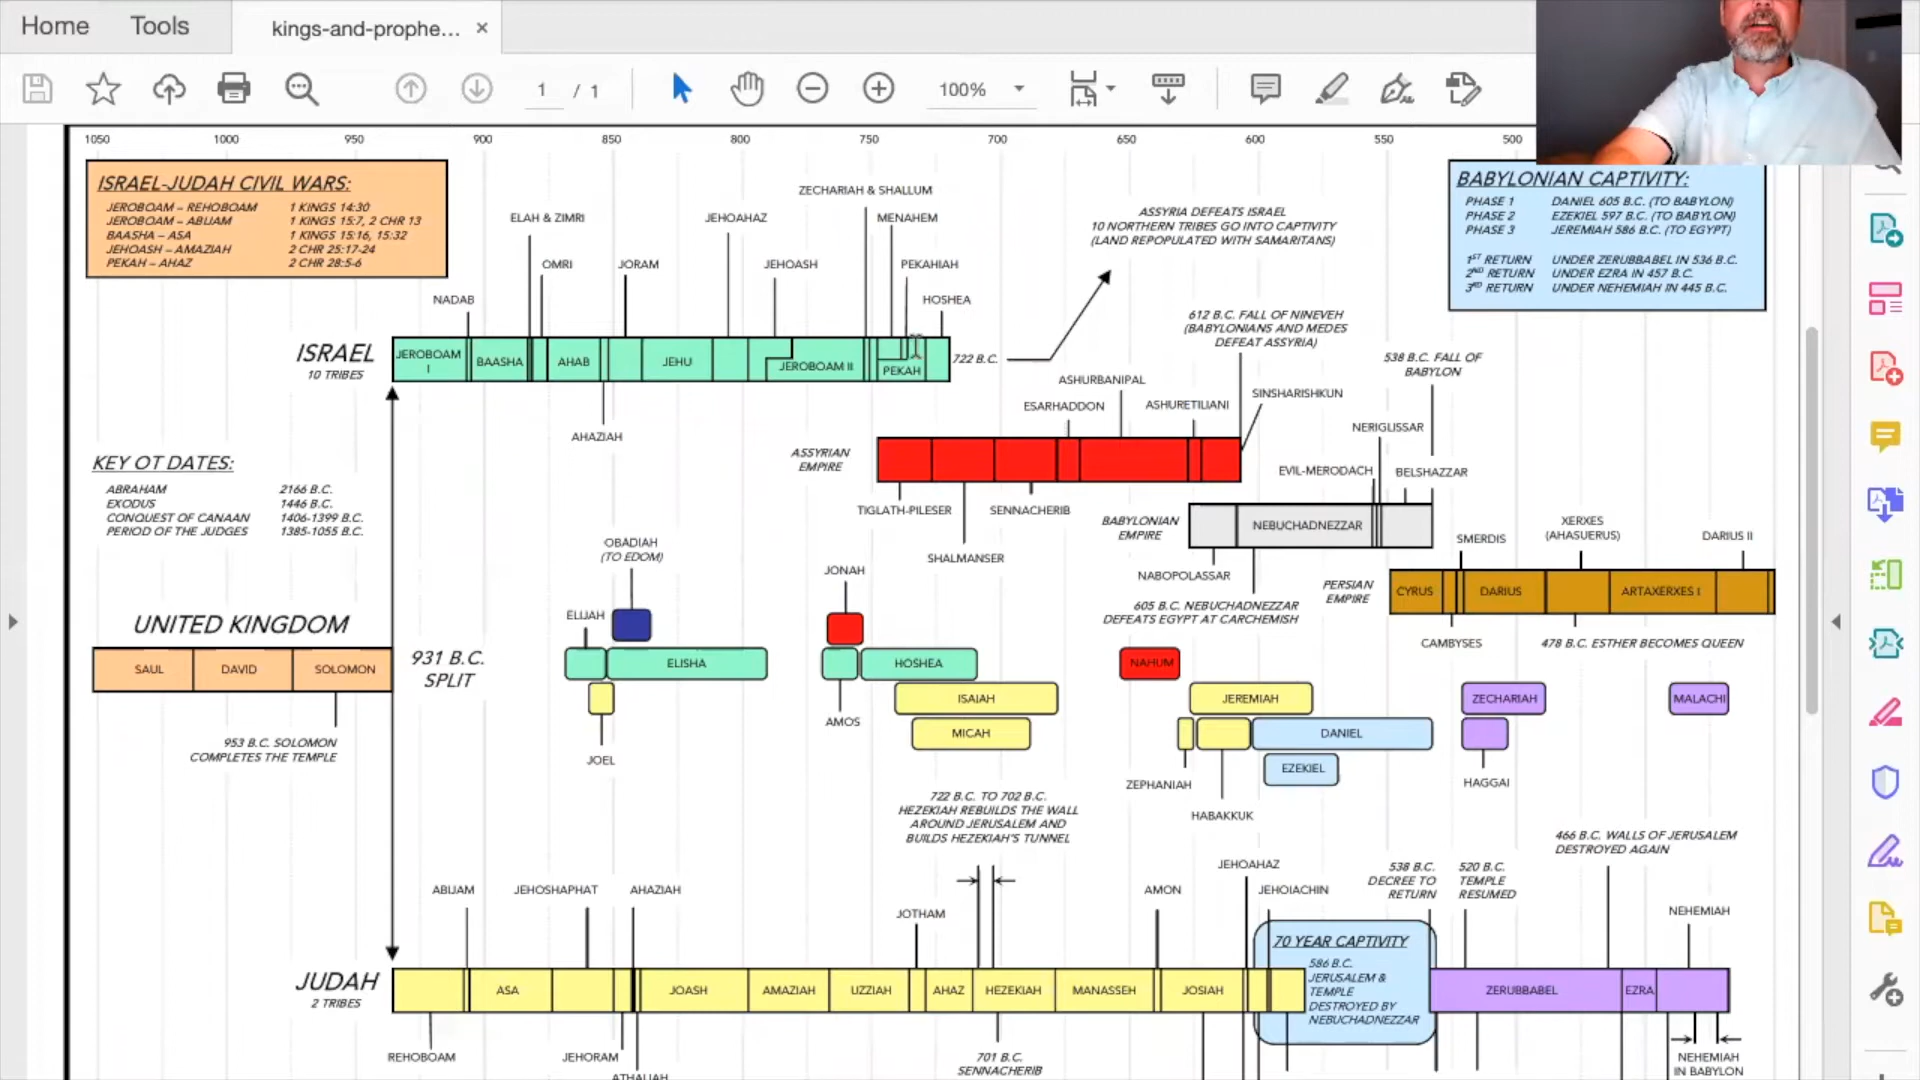 Home Tools kings-and-prophe...
1 / 1 100%
1050 1000 950 900 850 800 750 700 650 600 550 500
ISRAEL-JUDAH CIVIL WARS:
JEROBOAM – REHOBOAM 1 KINGS 14:30
JEROBOAM – ABIJAM 1 KINGS 15:7, 2 CHR 13
BAASHA – ASA 1 KINGS 15:16, 15:32
JEHOASH – AMAZIAH 2 CHR 25:17-24
PEKAH – AHAZ 2 CHR 28:5-6
BABYLONIAN CAPTIVITY:
PHASE 1 DANIEL 605 B.C. (TO BABYLON)
PHASE 2 EZEKIEL 597 B.C. (TO BABYLON)
PHASE 3 JEREMIAH 586 B.C. (TO EGYPT)
1ST RETURN UNDER ZERUBBABEL IN 536 B.C.
2ND RETURN UNDER EZRA IN 457 B.C.
3RD RETURN UNDER NEHEMIAH IN 445 B.C.
ZECHARIAH & SHALLUM
ELAH & ZIMRI
JEHOAHAZ
MENAHEM
OMRI
JORAM
JEHOASH
PEKAHIAH
NADAB
HOSHEA
ASSYRIA DEFEATS ISRAEL
10 NORTHERN TRIBES GO INTO CAPTIVITY
(LAND REPOPULATED WITH SAMARITANS)
ISRAEL
10 TRIBES
JEROBOAM
I
BAASHA
AHAB
JEHU
JEROBOAM II
PEKAH
722 B.C.
AHAZIAH
612 B.C. FALL OF NINEVEH
(BABYLONIANS AND MEDES
DEFEAT ASSYRIA)
538 B.C. FALL OF
BABYLON
ASHURBANIPAL
ESARHADDON
ASHURETILIANI
SINSHARISHKUN
NERIGLISSAR
ASSYRIAN
EMPIRE
EVIL-MERODACH
BELSHAZZAR
TIGLATH-PILESER
SENNACHERIB
SHALMANSER
KEY OT DATES:
ABRAHAM 2166 B.C.
EXODUS 1446 B.C.
CONQUEST OF CANAAN 1406-1399 B.C.
PERIOD OF THE JUDGES 1385-1055 B.C.
BABYLONIAN
EMPIRE
NEBUCHADNEZZAR
NABOPOLASSAR
605 B.C. NEBUCHADNEZZAR
DEFEATS EGYPT AT CARCHEMISH
SMERDIS
XERXES
(AHASUERUS)
DARIUS II
PERSIAN
EMPIRE
CYRUS
DARIUS
ARTAXERXES I
CAMBYSES
478 B.C. ESTHER BECOMES QUEEN
OBADIAH
(TO EDOM)
JONAH
ELIJAH
UNITED KINGDOM
SAUL DAVID SOLOMON
931 B.C.
SPLIT
953 B.C. SOLOMON
COMPLETES THE TEMPLE
ELISHA
HOSHEA
NAHUM
ISAIAH
JEREMIAH
ZECHARIAH
MALACHI
AMOS
MICAH
DANIEL
JOEL
EZEKIEL
ZEPHANIAH
HAGGAI
HABAKKUK
722 B.C. TO 702 B.C.
HEZEKIAH REBUILDS THE WALL
AROUND JERUSALEM AND
BUILDS HEZEKIAH'S TUNNEL
466 B.C. WALLS OF JERUSALEM
DESTROYED AGAIN
538 B.C.
DECREE TO
RETURN
520 B.C.
TEMPLE
RESUMED
NEHEMIAH
ABIJAM
JEHOSHAPHAT
AHAZIAH
JOTHAM
AMON
JEHOAHAZ
JEHOIACHIN
70 YEAR CAPTIVITY
586 B.C.
JERUSALEM &
TEMPLE
DESTROYED BY
NEBUCHADNEZZAR
JUDAH
2 TRIBES
ASA JOASH AMAZIAH UZZIAH AHAZ HEZEKIAH MANASSEH JOSIAH ZERUBBABEL EZRA
REHOBOAM
JEHORAM
ATHALIAH
701 B.C.
SENNACHERIB
NEHEMIAH
IN BABYLON